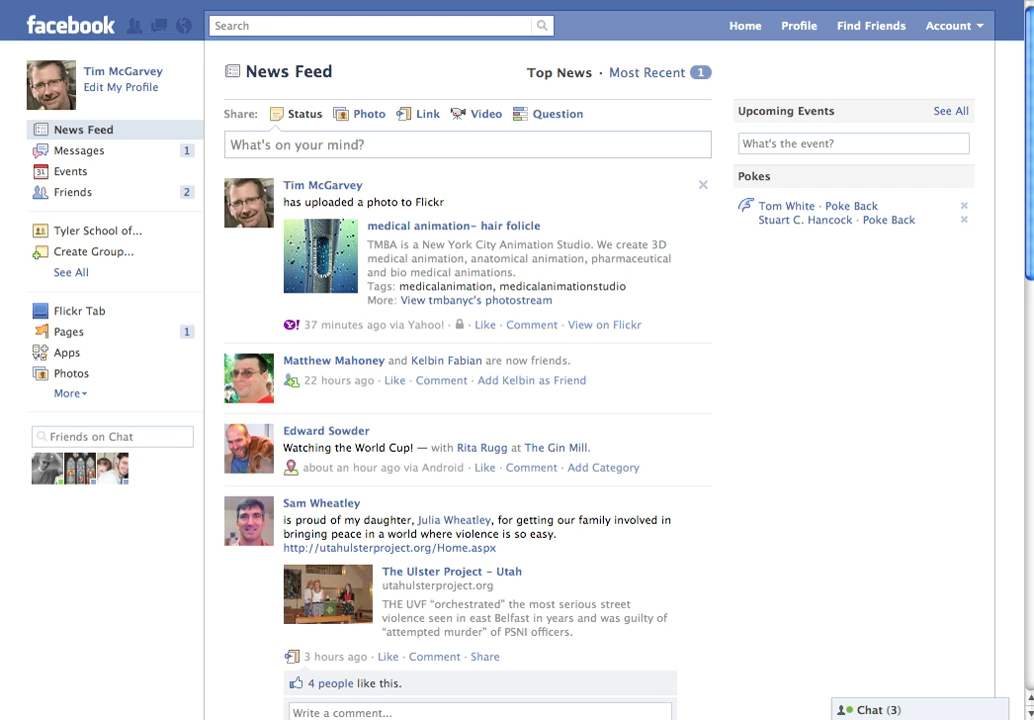 facebook
Search
Home Profile Find Friends Account
Tim McGarvey
Edit My Profile
News Feed
Messages 1
Events
Friends 2
Tyler School of...
Create Group...
See All
Flickr Tab
Pages 1
Apps
Photos
More
Friends on Chat
News Feed
Top News · Most Recent 1
Share: Status Photo Link Video Question
What's on your mind?
Tim McGarvey
has uploaded a photo to Flickr
medical animation- hair folicle
TMBA is a New York City Animation Studio. We create 3D
medical animation, anatomical animation, pharmaceutical
and bio medical animations.
Tags: medicalanimation, medicalanimationstudio
More: View tmbanyc's photostream
Y! 37 minutes ago via Yahoo! · Like · Comment · View on Flickr
Matthew Mahoney and Kelbin Fabian are now friends.
22 hours ago · Like · Comment · Add Kelbin as Friend
Edward Sowder
Watching the World Cup! — with Rita Rugg at The Gin Mill.
about an hour ago via Android · Like · Comment · Add Category
Sam Wheatley
is proud of my daughter, Julia Wheatley, for getting our family involved in
bringing peace in a world where violence is so easy.
http://utahulsterproject.org/Home.aspx
The Ulster Project - Utah
utahulsterproject.org
THE UVF “orchestrated” the most serious street
violence seen in east Belfast in years and was guilty of
“attempted murder” of PSNI officers.
3 hours ago · Like · Comment · Share
4 people like this.
Write a comment...
Upcoming Events See All
What's the event?
Pokes
Tom White · Poke Back
Stuart C. Hancock · Poke Back
Chat (3)